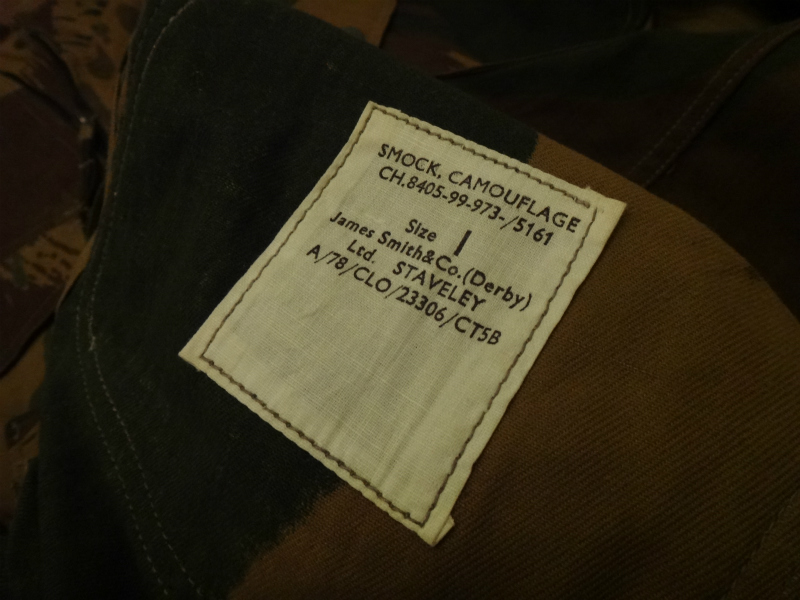 SMOCK, CAMOUFLAGE
CH.8405-99-973-/5161
Size 1
James Smith&Co.(Derby)
Ltd. STAVELEY
A/78/CLO/23306/CT5B